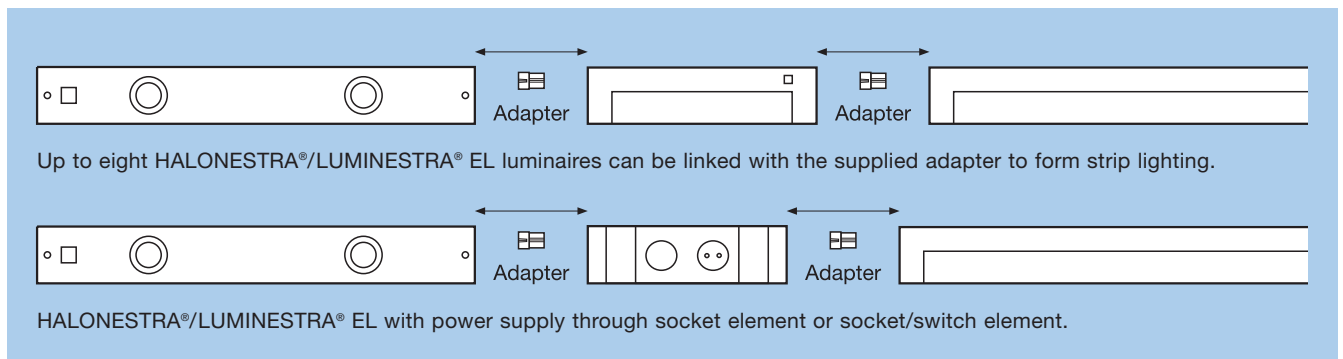 Adapter Adapter
Up to eight HALONESTRA®/LUMINESTRA® EL luminaires can be linked with the supplied adapter to form strip lighting.
Adapter Adapter
HALONESTRA®/LUMINESTRA® EL with power supply through socket element or socket/switch element.